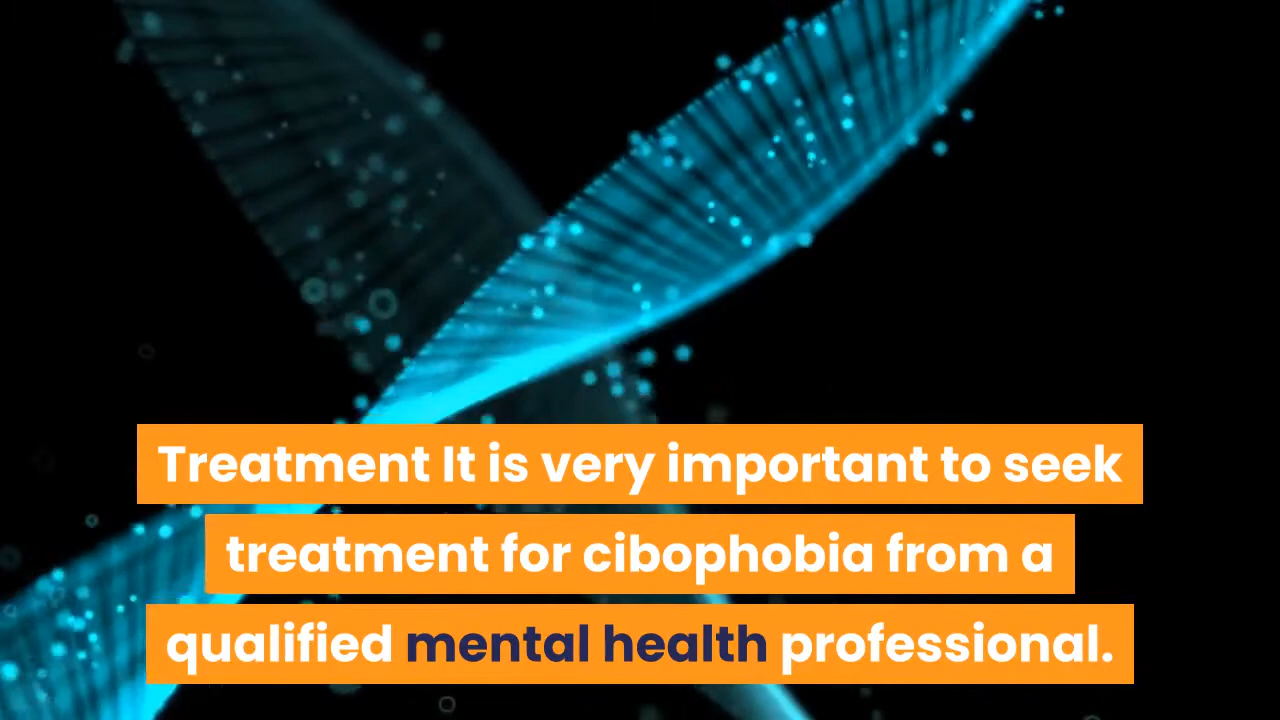 Treatment It is very important to seek
treatment for cibophobia from a
qualified mental health professional.